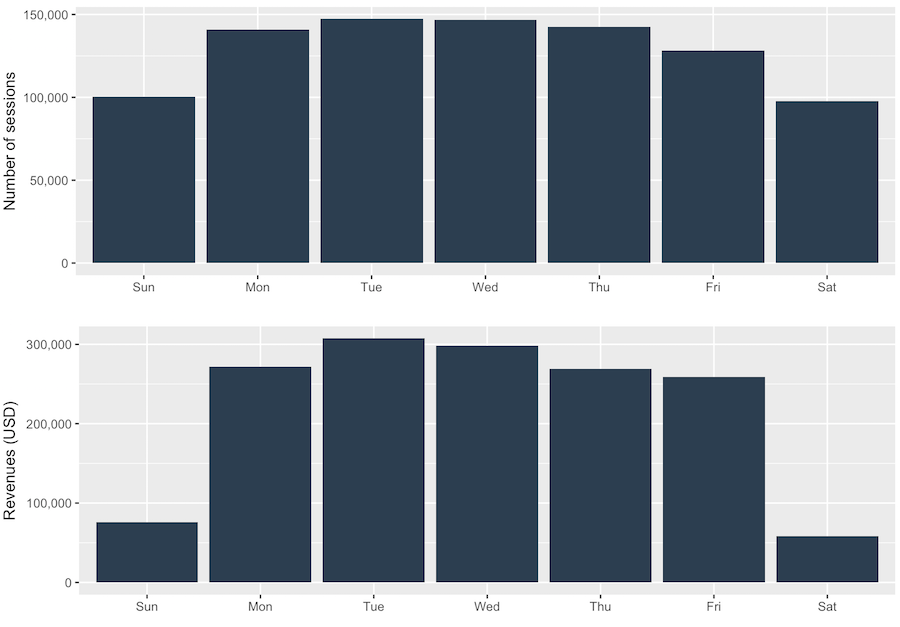 Number of sessions
150,000
100,000
50,000
0
Sun Mon Tue Wed Thu Fri Sat
Revenues (USD)
300,000
200,000
100,000
0
Sun Mon Tue Wed Thu Fri Sat